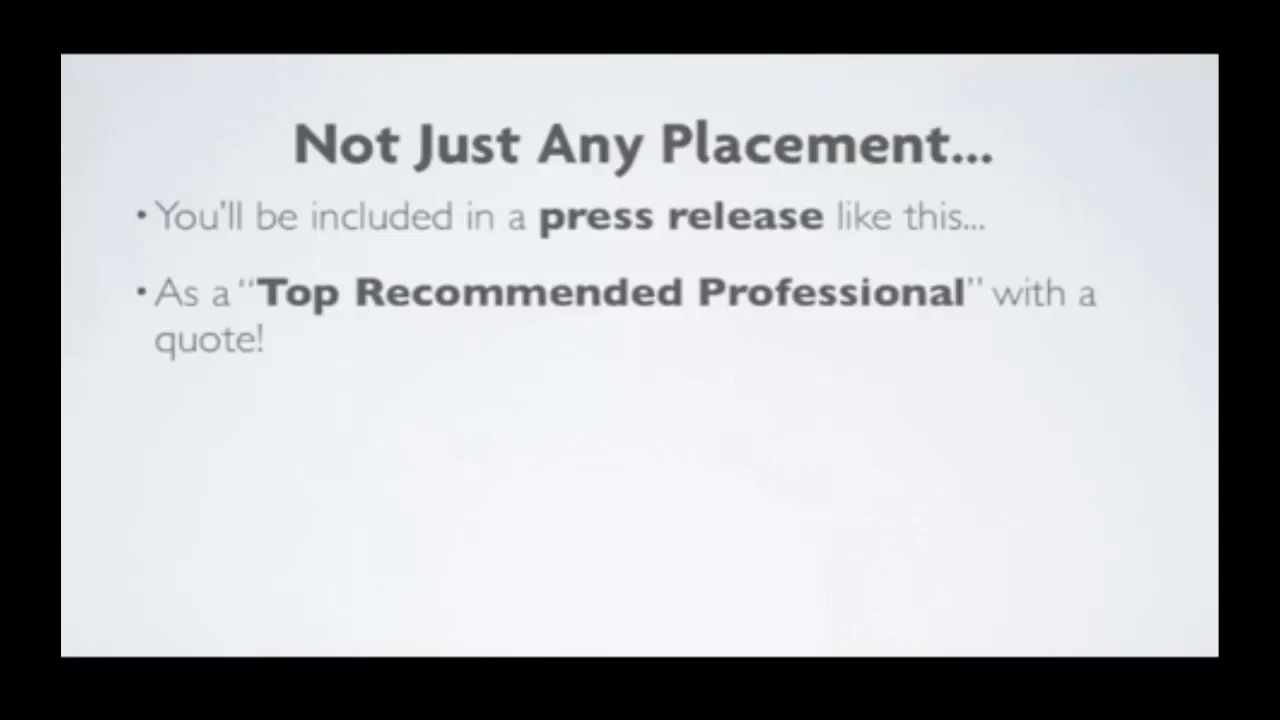 Not Just Any Placement...
• You'll be included in a press release like this...
• As a “Top Recommended Professional” with a
quote!